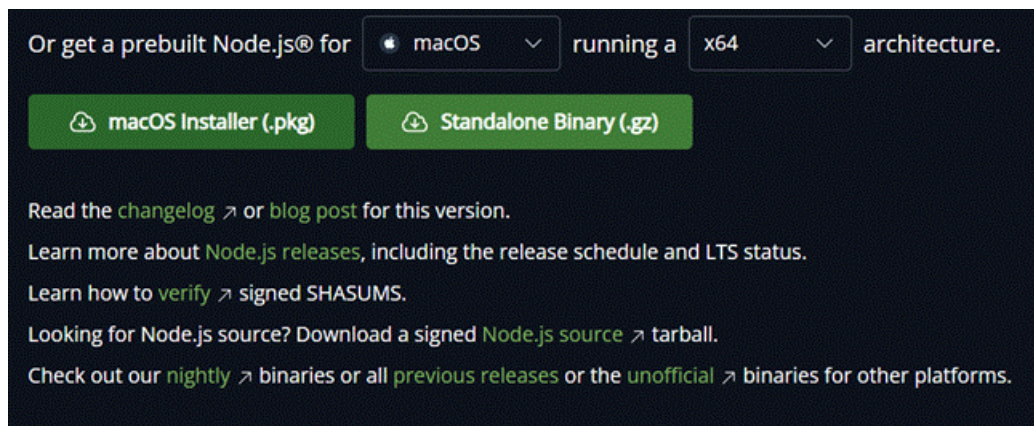 Or get a prebuilt Node.js® for macOS running a x64 architecture.
macOS Installer (.pkg) Standalone Binary (.gz)
Read the changelog ↗ or blog post for this version.
Learn more about Node.js releases, including the release schedule and LTS status.
Learn how to verify ↗ signed SHASUMS.
Looking for Node.js source? Download a signed Node.js source ↗ tarball.
Check out our nightly ↗ binaries or all previous releases or the unofficial ↗ binaries for other platforms.